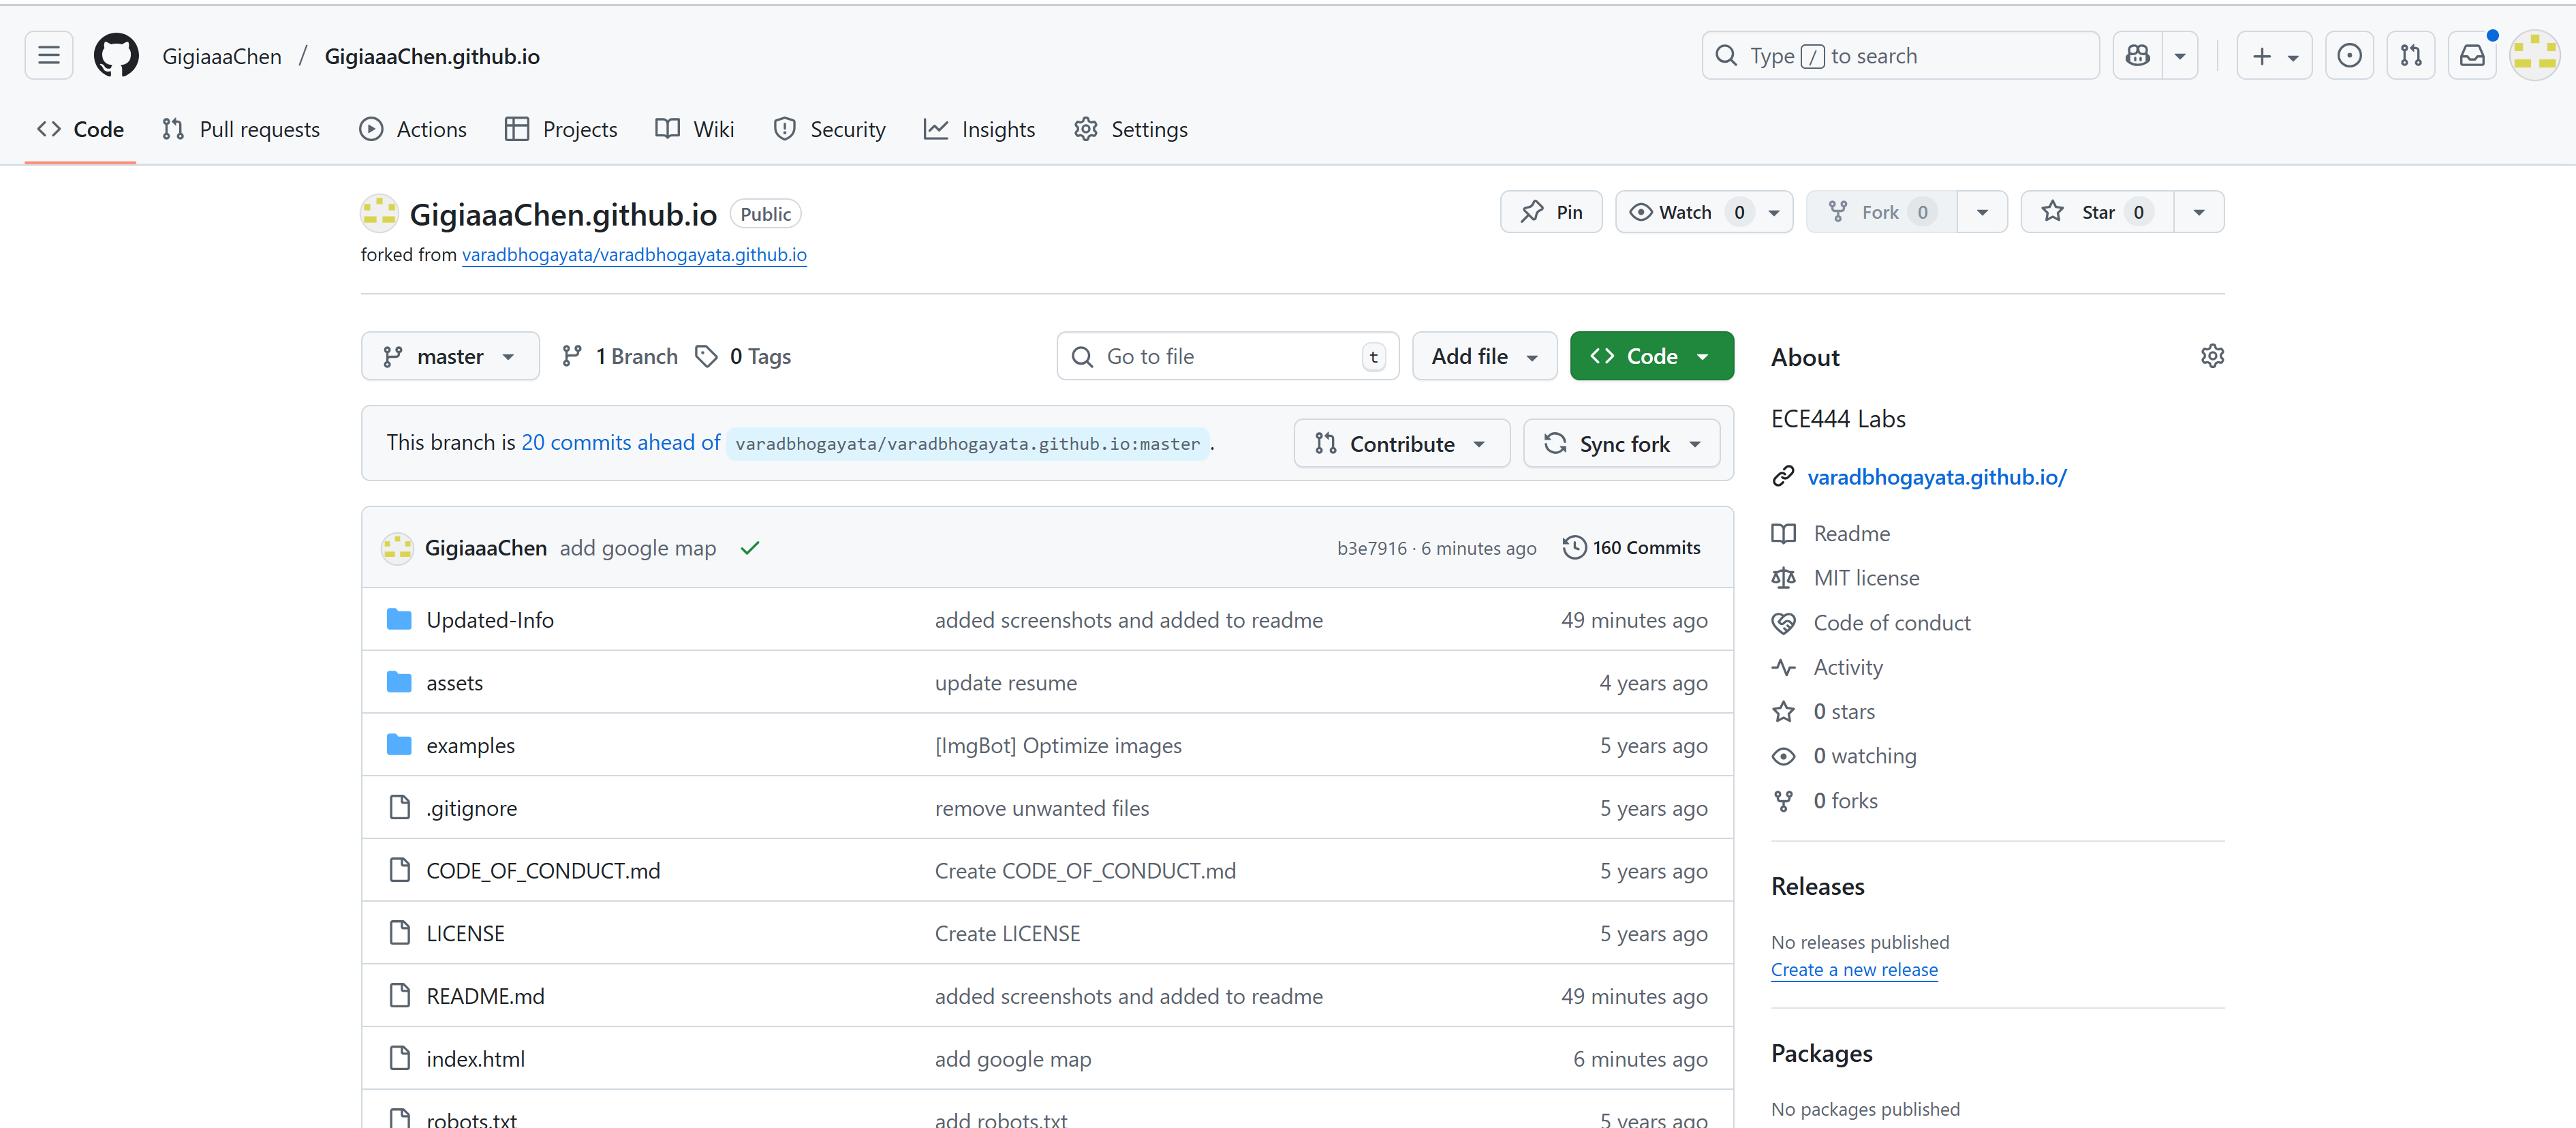 GigiaaaChen / GigiaaaChen.github.io
Type / to search
Code Pull requests Actions Projects Wiki Security Insights Settings
GigiaaaChen.github.io Public
Pin Watch 0 Fork 0 Star 0
forked from varadbhogayata/varadbhogayata.github.io
master 1 Branch 0 Tags Go to file t Add file Code
This branch is 20 commits ahead of varadbhogayata/varadbhogayata.github.io:master. Contribute Sync fork
GigiaaaChen add google map b3e7916 · 6 minutes ago 160 Commits
Updated-Info added screenshots and added to readme 49 minutes ago
assets update resume 4 years ago
examples [ImgBot] Optimize images 5 years ago
.gitignore remove unwanted files 5 years ago
CODE_OF_CONDUCT.md Create CODE_OF_CONDUCT.md 5 years ago
LICENSE Create LICENSE 5 years ago
README.md added screenshots and added to readme 49 minutes ago
index.html add google map 6 minutes ago
robots.txt add robots.txt 5 years ago
About
ECE444 Labs
varadbhogayata.github.io/
Readme
MIT license
Code of conduct
Activity
0 stars
0 watching
0 forks
Releases
No releases published
Create a new release
Packages
No packages published